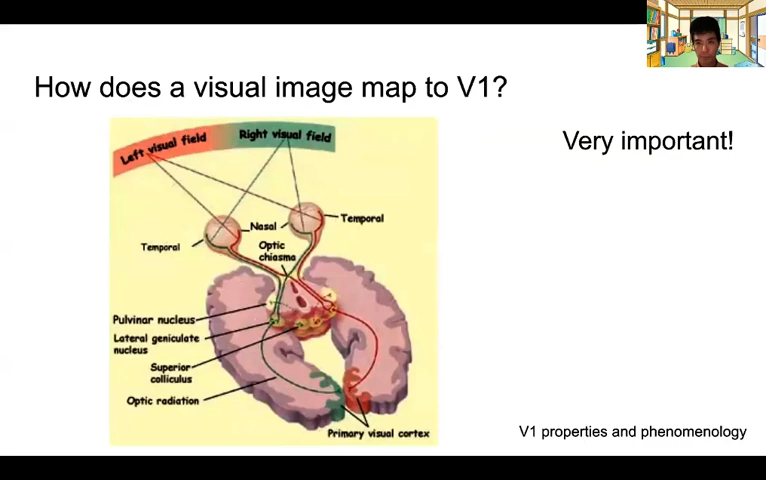 How does a visual image map to V1?
Very important!
Left visual field
Right visual field
Temporal
Nasal
Temporal
Optic
chiasma
Pulvinar nucleus
Lateral geniculate
nucleus
Superior
colliculus
Optic radiation
Primary visual cortex
V1 properties and phenomenology